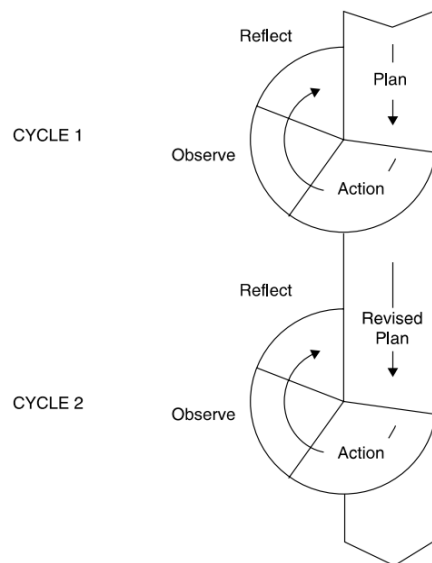 Reflect
Plan
CYCLE 1
Observe
Action
Reflect
Revised
Plan
CYCLE 2
Observe
Action